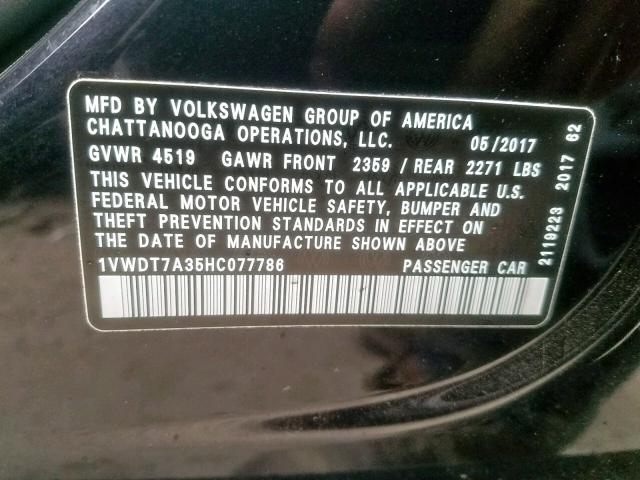 MFD BY VOLKSWAGEN GROUP OF AMERICA
CHATTANOOGA OPERATIONS, LLC. 05/2017
GVWR 4519 GAWR FRONT 2359 / REAR 2271 LBS
THIS VEHICLE CONFORMS TO ALL APPLICABLE U.S.
FEDERAL MOTOR VEHICLE SAFETY, BUMPER AND
THEFT PREVENTION STANDARDS IN EFFECT ON
THE DATE OF MANUFACTURE SHOWN ABOVE.
1VWDT7A35HC077786 PASSENGER CAR
2119223 2017 62